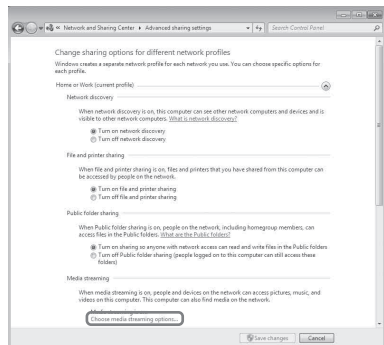 « Network and Sharing Center ▸ Advanced sharing settings
Search Control Panel
Change sharing options for different network profiles
Windows creates a separate network profile for each network you use. You can choose specific options for
each profile.
Home or Work (current profile)
Network discovery
When network discovery is on, this computer can see other network computers and devices and is
visible to other network computers. What is network discovery?
Turn on network discovery
Turn off network discovery
File and printer sharing
When file and printer sharing is on, files and printers that you have shared from this computer can
be accessed by people on the network.
Turn on file and printer sharing
Turn off file and printer sharing
Public folder sharing
When Public folder sharing is on, people on the network, including homegroup members, can
access files in the Public folders. What are the Public folders?
Turn on sharing so anyone with network access can read and write files in the Public folders
Turn off Public folder sharing (people logged on to this computer can still access these
folders)
Media streaming
When media streaming is on, people and devices on the network can access pictures, music, and
videos on this computer. This computer can also find media on the network.
Choose media streaming options...
Save changes
Cancel